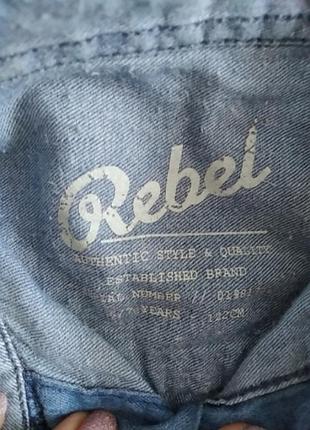 Rebel
AUTHENTIC STYLE & QUALITY
ESTABLISHED BRAND
NUMBER //
YEARS 122CM